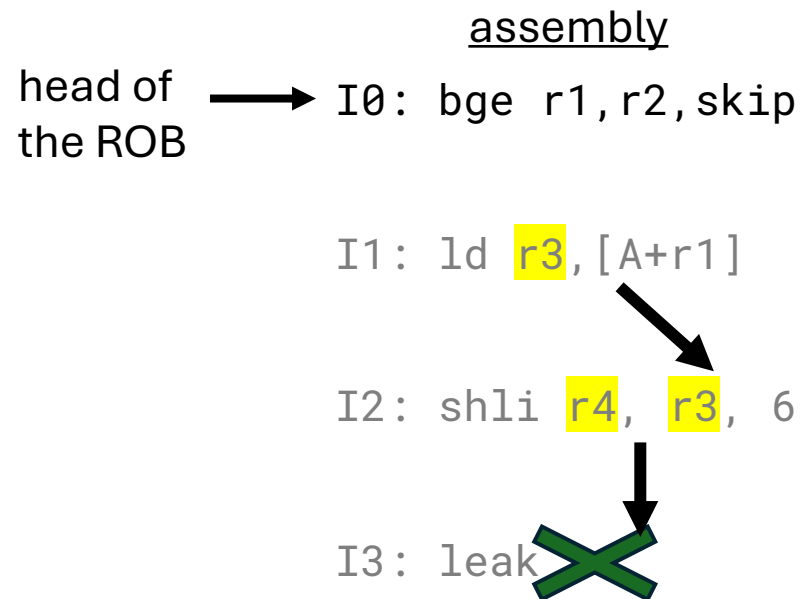 assembly
head of
the ROB
I0: bge r1,r2,skip
I1: ld r3,[A+r1]
I2: shli r4, r3, 6
I3: leak